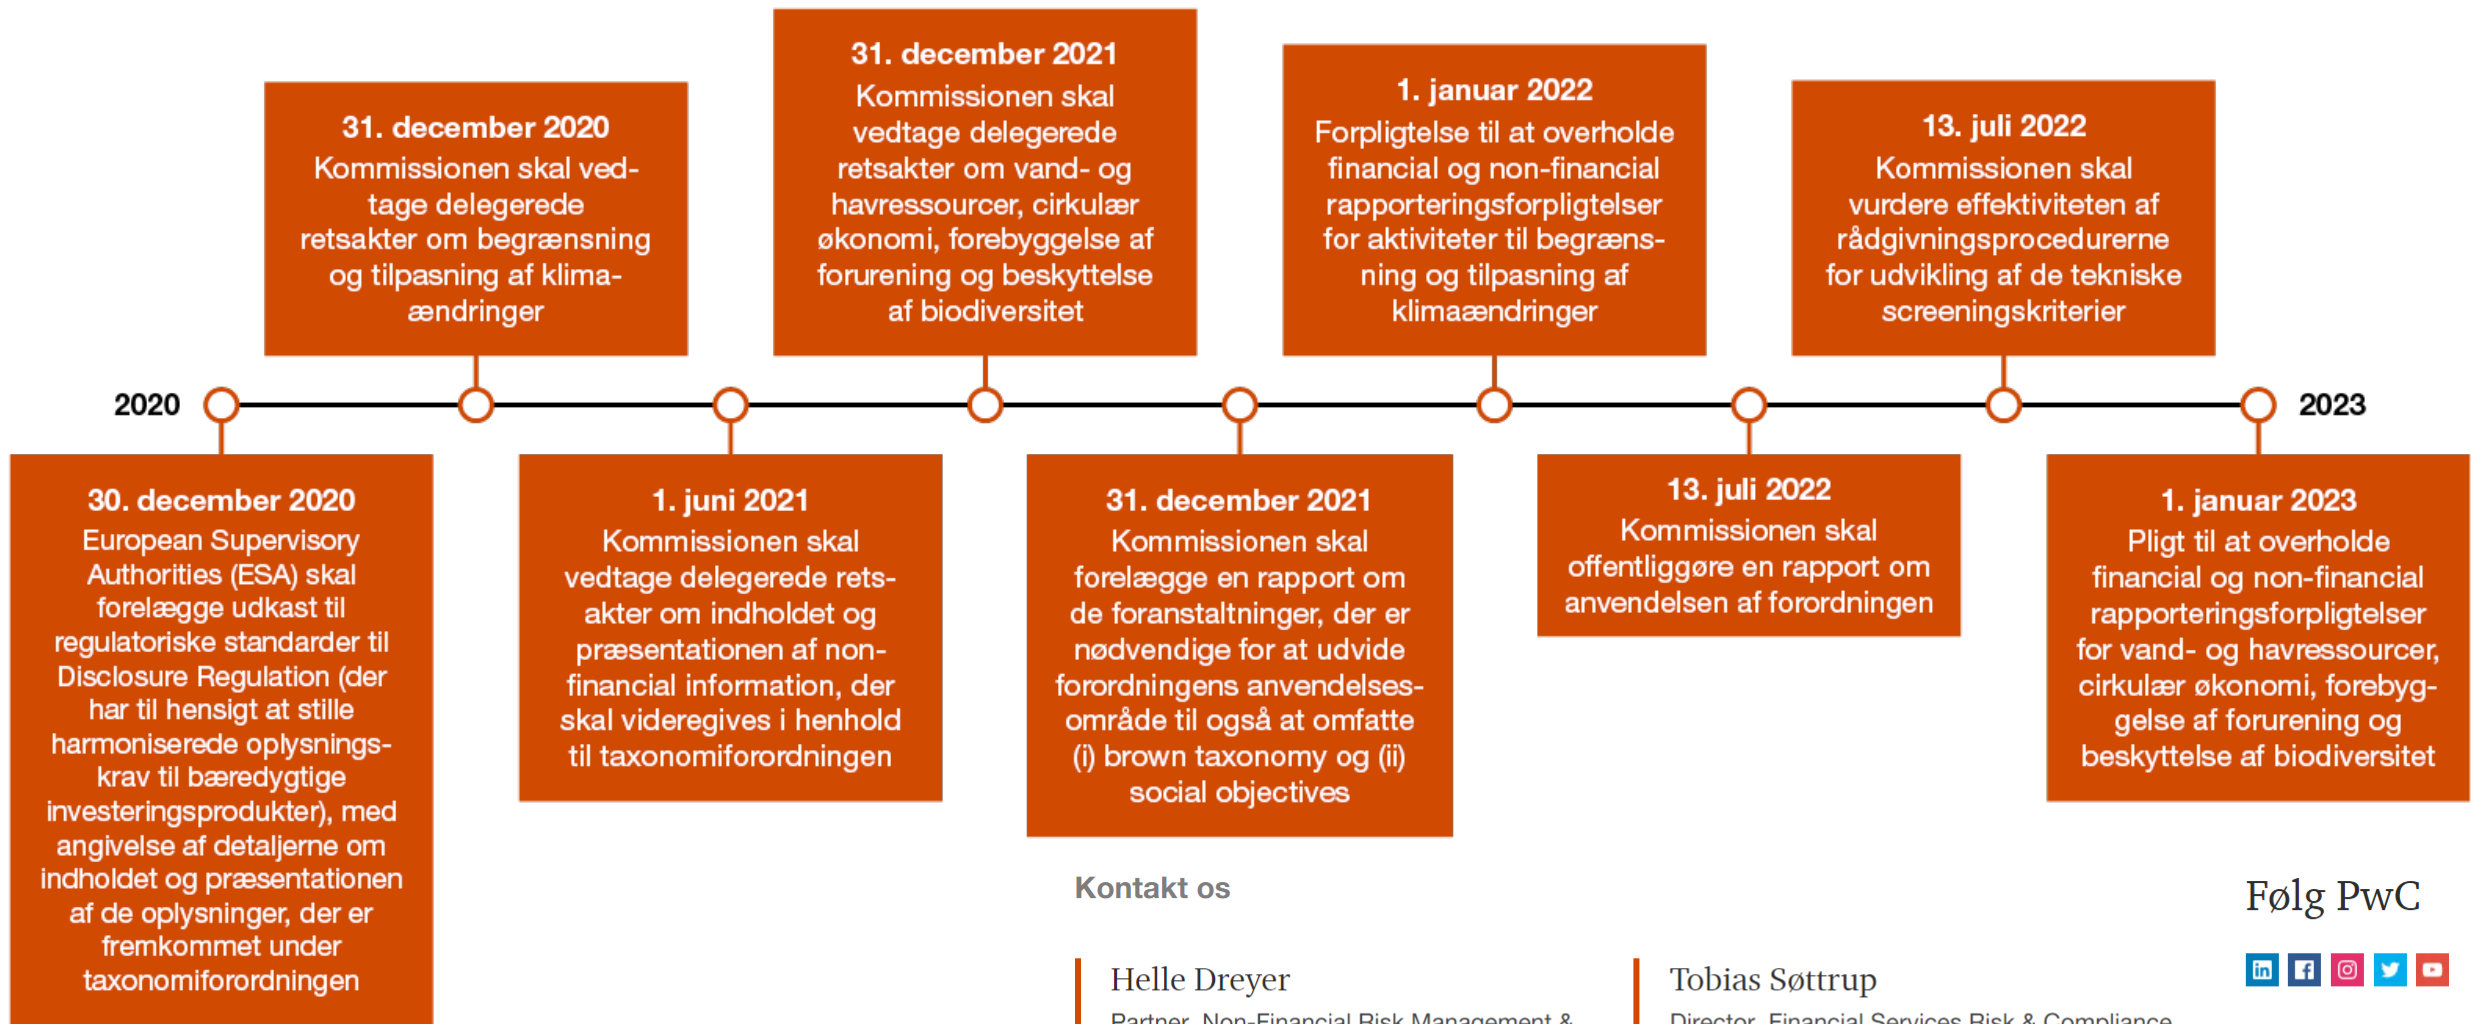 31. december 2020
Kommissionen skal ved-
tage delegerede
retsakter om begrænsning
og tilpasning af klima-
ændringer
31. december 2021
Kommissionen skal
vedtage delegerede
retsakter om vand- og
havressourcer, cirkulær
økonomi, forebyggelse af
forurening og beskyttelse
af biodiversitet
1. januar 2022
Forpligtelse til at overholde
financial og non-financial
rapporteringsforpligtelser
for aktiviteter til begræns-
ning og tilpasning af
klimaændringer
13. juli 2022
Kommissionen skal
vurdere effektiviteten af
rådgivningsprocedurerne
for udvikling af de tekniske
screeningskriterier
2020
2023
30. december 2020
European Supervisory
Authorities (ESA) skal
forelægge udkast til
regulatoriske standarder til
Disclosure Regulation (der
har til hensigt at stille
harmoniserede oplysnings-
krav til bæredygtige
investeringsprodukter), med
angivelse af detaljerne om
indholdet og præsentationen
af de oplysninger, der er
fremkommet under
taxonomiforordningen
1. juni 2021
Kommissionen skal
vedtage delegerede rets-
akter om indholdet og
præsentationen af non-
financial information, der
skal videregives i henhold
til taxonomiforordningen
31. december 2021
Kommissionen skal
forelægge en rapport om
de foranstaltninger, der er
nødvendige for at udvide
forordningens anvendelses-
område til også at omfatte
(i) brown taxonomy og (ii)
social objectives
13. juli 2022
Kommissionen skal
offentliggøre en rapport om
anvendelsen af forordningen
1. januar 2023
Pligt til at overholde
financial og non-financial
rapporteringsforpligtelser
for vand- og havressourcer,
cirkulær økonomi, forebyg-
gelse af forurening og
beskyttelse af biodiversitet
Kontakt os
Helle Dreyer
Partner, Non-Financial Risk Management &
Tobias Søttrup
Director, Financial Services Risk & Compliance
Følg PwC